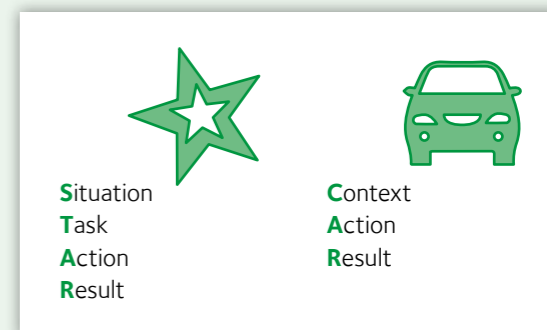 Situation
Task
Action
Result
Context
Action
Result